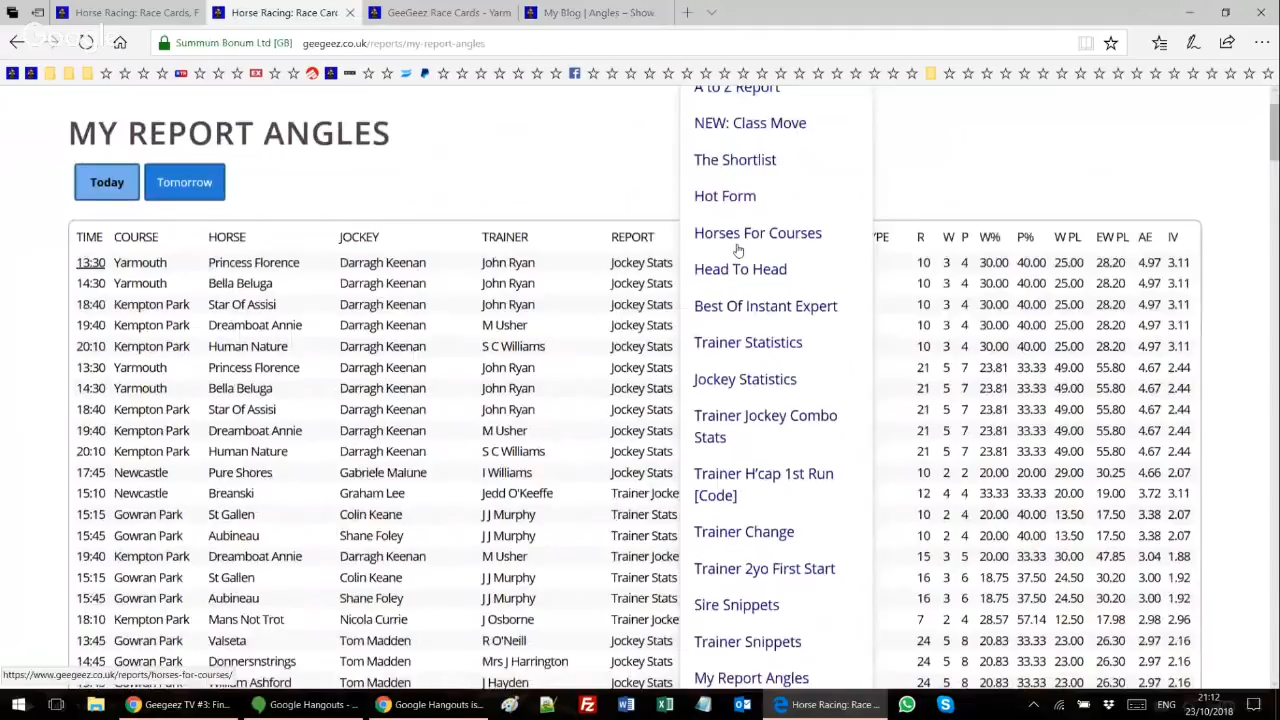 Horse Racing: Race Cards, F
Horse Racing: Race Carc
GeeGeez Race Cards - Yarm
My Blog | Angles – Show
Google
Summum Bonum Ltd [GB]
geegeez.co.uk/reports/my-report-angles
A to Z Report
MY REPORT ANGLES
NEW: Class Move
The Shortlist
Today
Tomorrow
Hot Form
Horses For Courses
Head To Head
Best Of Instant Expert
Trainer Statistics
Jockey Statistics
Trainer Jockey Combo
Stats
Trainer H'cap 1st Run
[Code]
Trainer Change
Trainer 2yo First Start
Sire Snippets
Trainer Snippets
My Report Angles
TIME COURSE HORSE JOCKEY TRAINER REPORT YPE R W P W% P% W PL EW PL AE IV
13:30 Yarmouth Princess Florence Darragh Keenan John Ryan Jockey Stats 10 3 4 30.00 40.00 25.00 28.20 4.97 3.11
14:30 Yarmouth Bella Beluga Darragh Keenan John Ryan Jockey Stats 10 3 4 30.00 40.00 25.00 28.20 4.97 3.11
18:40 Kempton Park Star Of Assisi Darragh Keenan John Ryan Jockey Stats 10 3 4 30.00 40.00 25.00 28.20 4.97 3.11
19:40 Kempton Park Dreamboat Annie Darragh Keenan M Usher Jockey Stats 10 3 4 30.00 40.00 25.00 28.20 4.97 3.11
20:10 Kempton Park Human Nature Darragh Keenan S C Williams Jockey Stats 10 3 4 30.00 40.00 25.00 28.20 4.97 3.11
13:30 Yarmouth Princess Florence Darragh Keenan John Ryan Jockey Stats 21 5 7 23.81 33.33 49.00 55.80 4.67 2.44
14:30 Yarmouth Bella Beluga Darragh Keenan John Ryan Jockey Stats 21 5 7 23.81 33.33 49.00 55.80 4.67 2.44
18:40 Kempton Park Star Of Assisi Darragh Keenan John Ryan Jockey Stats 21 5 7 23.81 33.33 49.00 55.80 4.67 2.44
19:40 Kempton Park Dreamboat Annie Darragh Keenan M Usher Jockey Stats 21 5 7 23.81 33.33 49.00 55.80 4.67 2.44
20:10 Kempton Park Human Nature Darragh Keenan S C Williams Jockey Stats 21 5 7 23.81 33.33 49.00 55.80 4.67 2.44
17:45 Newcastle Pure Shores Gabriele Malune I Williams Jockey Stats 10 2 2 20.00 20.00 29.00 30.25 4.66 2.07
15:10 Newcastle Breanski Graham Lee Jedd O'Keeffe Trainer Jocke 12 4 4 33.33 33.33 20.00 19.00 3.72 3.11
15:15 Gowran Park St Gallen Colin Keane J J Murphy Trainer Stats 10 2 4 20.00 40.00 13.50 17.50 3.38 2.07
15:45 Gowran Park Aubineau Shane Foley J J Murphy Trainer Stats 10 2 4 20.00 40.00 13.50 17.50 3.38 2.07
19:40 Kempton Park Dreamboat Annie Darragh Keenan M Usher Trainer Jocke 15 3 5 20.00 33.33 30.00 47.85 3.04 1.88
15:15 Gowran Park St Gallen Colin Keane J J Murphy Trainer Stats 16 3 6 18.75 37.50 24.50 30.20 3.00 1.92
15:45 Gowran Park Aubineau Shane Foley J J Murphy Trainer Stats 16 3 6 18.75 37.50 24.50 30.20 3.00 1.92
18:10 Kempton Park Mans Not Trot Nicola Currie J Osborne Trainer Jocke 7 2 4 28.57 57.14 12.50 17.98 2.98 2.96
13:45 Gowran Park Valseta Tom Madden R O'Neill Jockey Stats 24 5 8 20.83 33.33 23.00 26.30 2.97 2.16
14:45 Gowran Park Donnersnstrings Tom Madden Mrs J Harrington Jockey Stats 24 5 8 20.83 33.33 23.00 26.30 2.97 2.16
William Ashford Tom Madden J Hayden Jockey Stats 24 5 8 20.83 33.33 23.00 26.30 2.97 2.16
https://www.geegeez.co.uk/reports/horses-for-courses/
Geegeez TV #3: Fin...
Google Hangouts - ...
Google Hangouts is...
Horse Racing: Race ...
ENG
21:12
23/10/2018